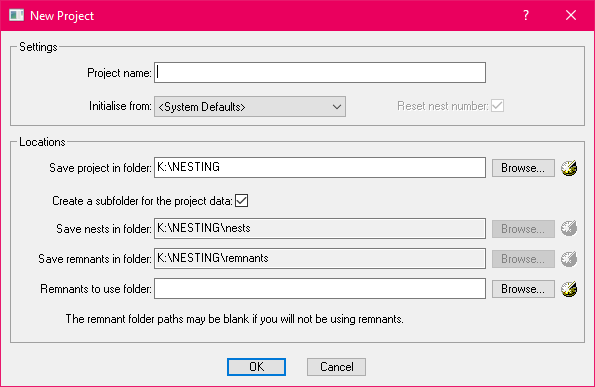 New Project
Settings
Project name:
Initialise from: <System Defaults> Reset nest number:
Locations
Save project in folder: K:\NESTING Browse...
Create a subfolder for the project data:
Save nests in folder: K:\NESTING\nests Browse...
Save remnants in folder: K:\NESTING\remnants Browse...
Remnants to use folder: Browse...
The remnant folder paths may be blank if you will not be using remnants.
OK Cancel